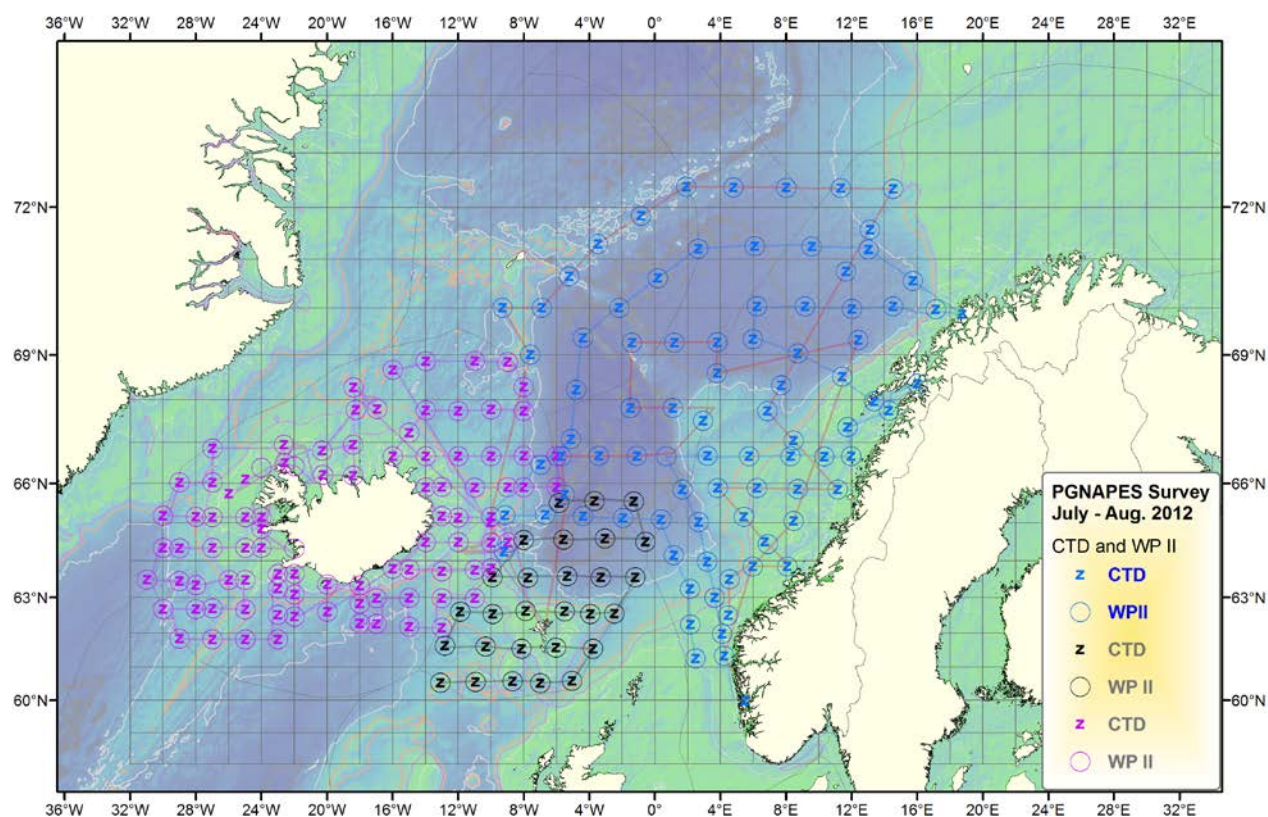 36°W 32°W 28°W 24°W 20°W 16°W 12°W 8°W 4°W 0° 4°E 8°E 12°E 16°E 20°E 24°E 28°E 32°E
72°N 72°N
69°N 69°N
66°N 66°N
PGNAPES Survey
July - Aug. 2012
CTD and WP II
z CTD
WPII
z CTD
WP II
z CTD
WP II
63°N 63°N
60°N 60°N
36°W 32°W 28°W 24°W 20°W 16°W 12°W 8°W 4°W 0° 4°E 8°E 12°E 16°E 20°E 24°E 28°E 32°E